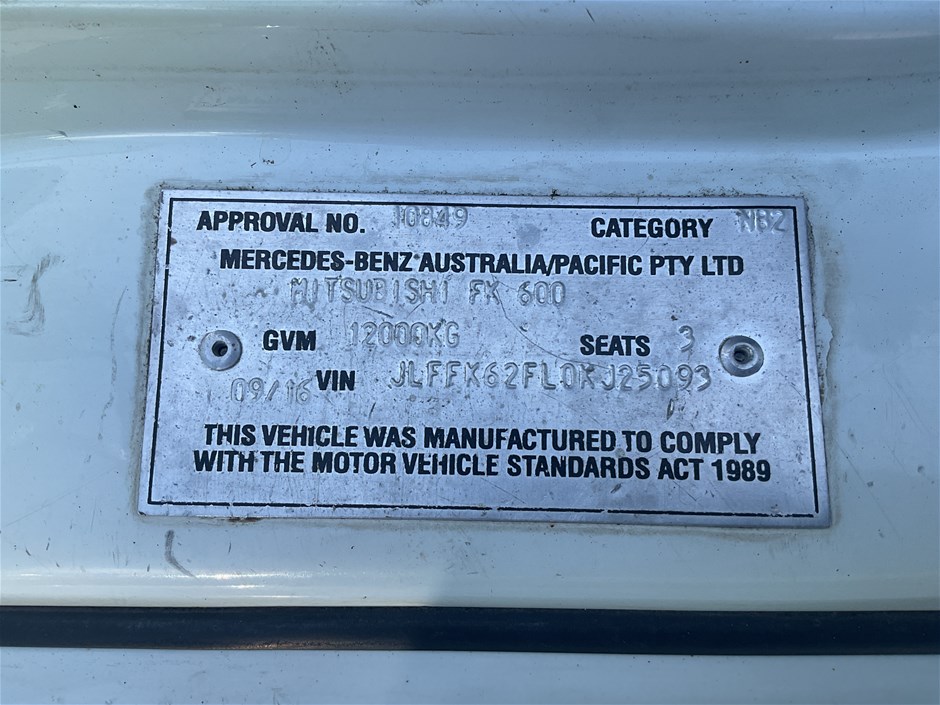 APPROVAL NO. 10849 CATEGORY NB2
MERCEDES-BENZ AUSTRALIA/PACIFIC PTY LTD
MITSUBISHI FK 600
GVM 12000KG SEATS 3
09/16 VIN JLFFK62FL0KJ25093
THIS VEHICLE WAS MANUFACTURED TO COMPLY
WITH THE MOTOR VEHICLE STANDARDS ACT 1989